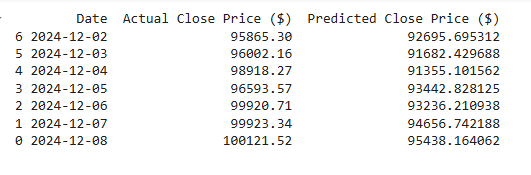 Date Actual Close Price ($) Predicted Close Price ($)
6 2024-12-02 95865.30 92695.695312
5 2024-12-03 96002.16 91682.429688
4 2024-12-04 98918.27 91355.101562
3 2024-12-05 96593.57 93442.828125
2 2024-12-06 99920.71 93236.210938
1 2024-12-07 99923.34 94656.742188
0 2024-12-08 100121.52 95438.164062